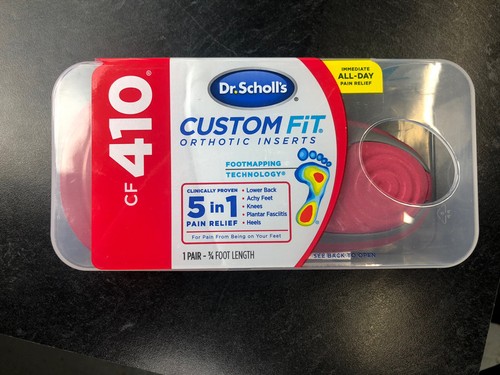 CF 410®
Dr. Scholl's®
IMMEDIATE
ALL-DAY
PAIN RELIEF
CUSTOM FiT®
ORTHOTIC INSERTS
FOOTMAPPING
TECHNOLOGY®
CLINICALLY PROVEN
5 in 1
PAIN RELIEF
• Lower Back
• Achy Feet
• Knees
• Plantar Fasciitis
• Heels
For Pain From Being on Your Feet
1 PAIR - ¾ FOOT LENGTH
SEE BACK TO OPEN